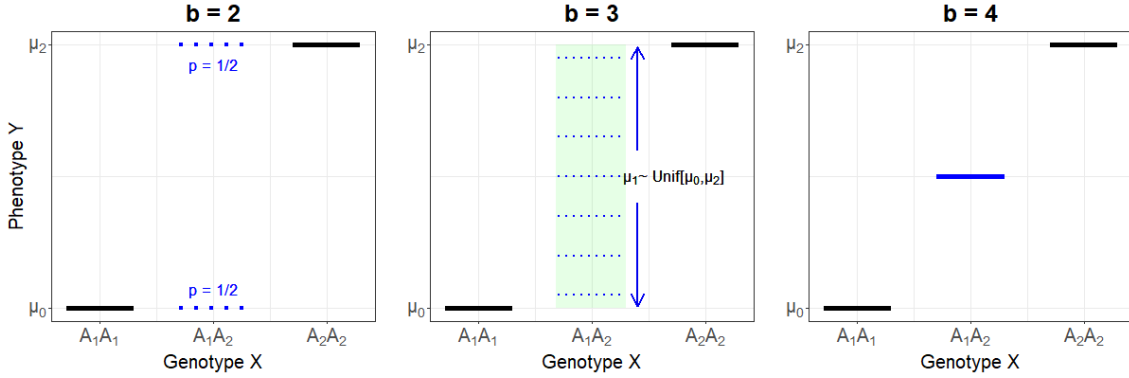 b = 2
b = 3
b = 4
Phenotype Y
μ₂
μ₀
p = 1/2
p = 1/2
A₁A₁
A₁A₂
A₂A₂
Genotype X
μ₂
μ₀
μ₁~ Unif[μ₀,μ₂]
A₁A₁
A₁A₂
A₂A₂
Genotype X
μ₂
μ₀
A₁A₁
A₁A₂
A₂A₂
Genotype X